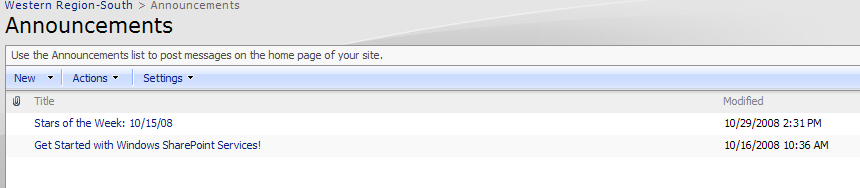 Western Region-South > Announcements
Announcements
Use the Announcements list to post messages on the home page of your site.
New Actions Settings
Title Modified
Stars of the Week: 10/15/08 10/29/2008 2:31 PM
Get Started with Windows SharePoint Services! 10/16/2008 10:36 AM